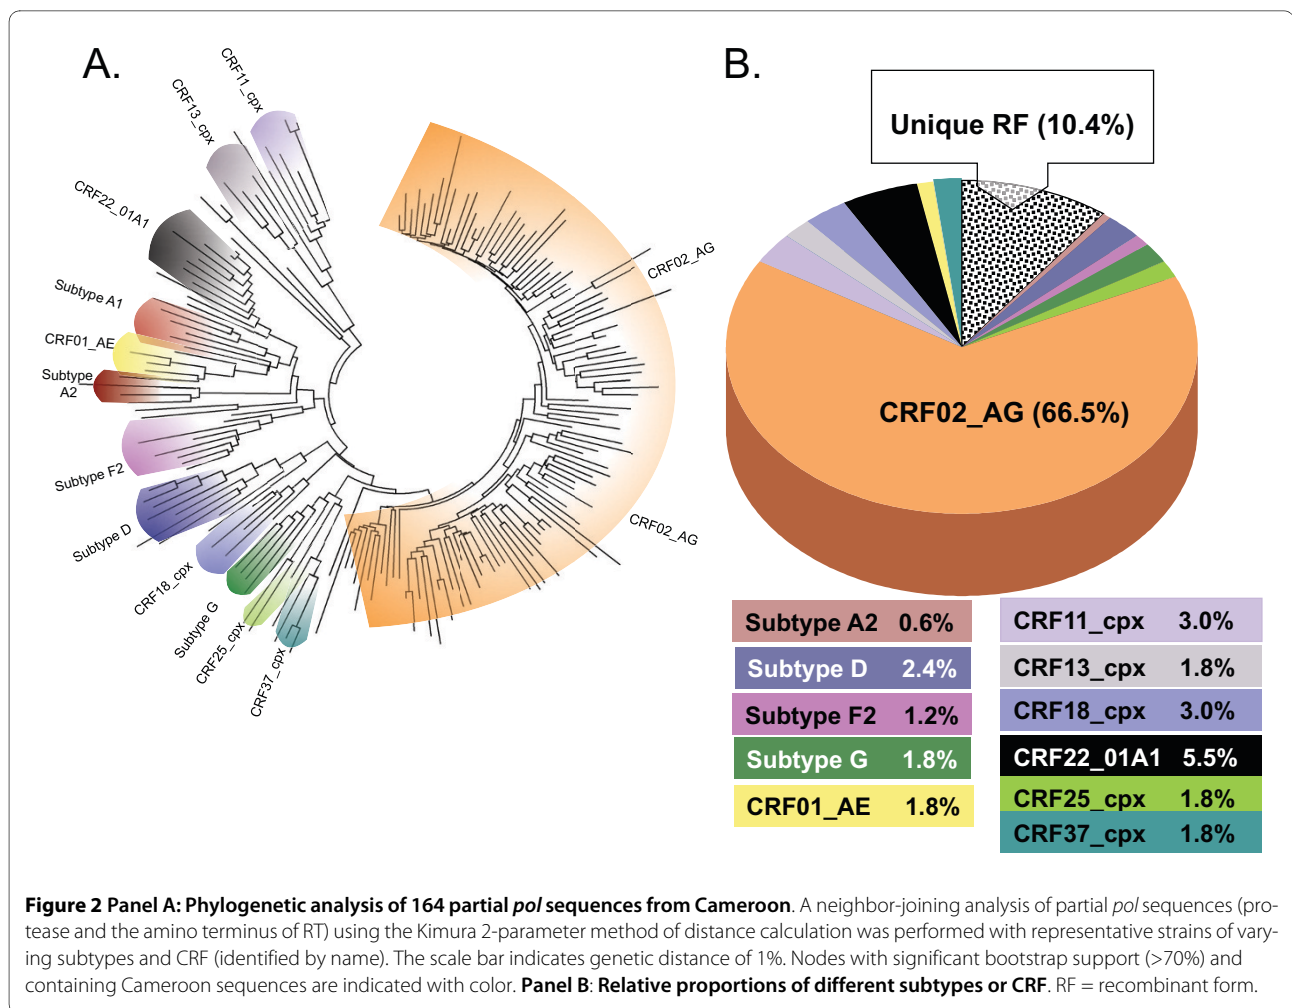 A.
CRF11_cpx
CRF13_cpx
CRF22_01A1
Subtype A1
CRF01_AE
Subtype
A2
Subtype F2
Subtype D
CRF18_cpx
Subtype G
CRF25_cpx
CRF37_cpx
CRF02_AG
CRF02_AG
B.
Unique RF (10.4%)
CRF02_AG (66.5%)
Subtype A2 0.6%
Subtype D 2.4%
Subtype F2 1.2%
Subtype G 1.8%
CRF01_AE 1.8%
CRF11_cpx 3.0%
CRF13_cpx 1.8%
CRF18_cpx 3.0%
CRF22_01A1 5.5%
CRF25_cpx 1.8%
CRF37_cpx 1.8%
Figure 2 Panel A: Phylogenetic analysis of 164 partial pol sequences from Cameroon. A neighbor-joining analysis of partial pol sequences (pro-
tease and the amino terminus of RT) using the Kimura 2-parameter method of distance calculation was performed with representative strains of vary-
ing subtypes and CRF (identified by name). The scale bar indicates genetic distance of 1%. Nodes with significant bootstrap support (>70%) and
containing Cameroon sequences are indicated with color. Panel B: Relative proportions of different subtypes or CRF. RF = recombinant form.